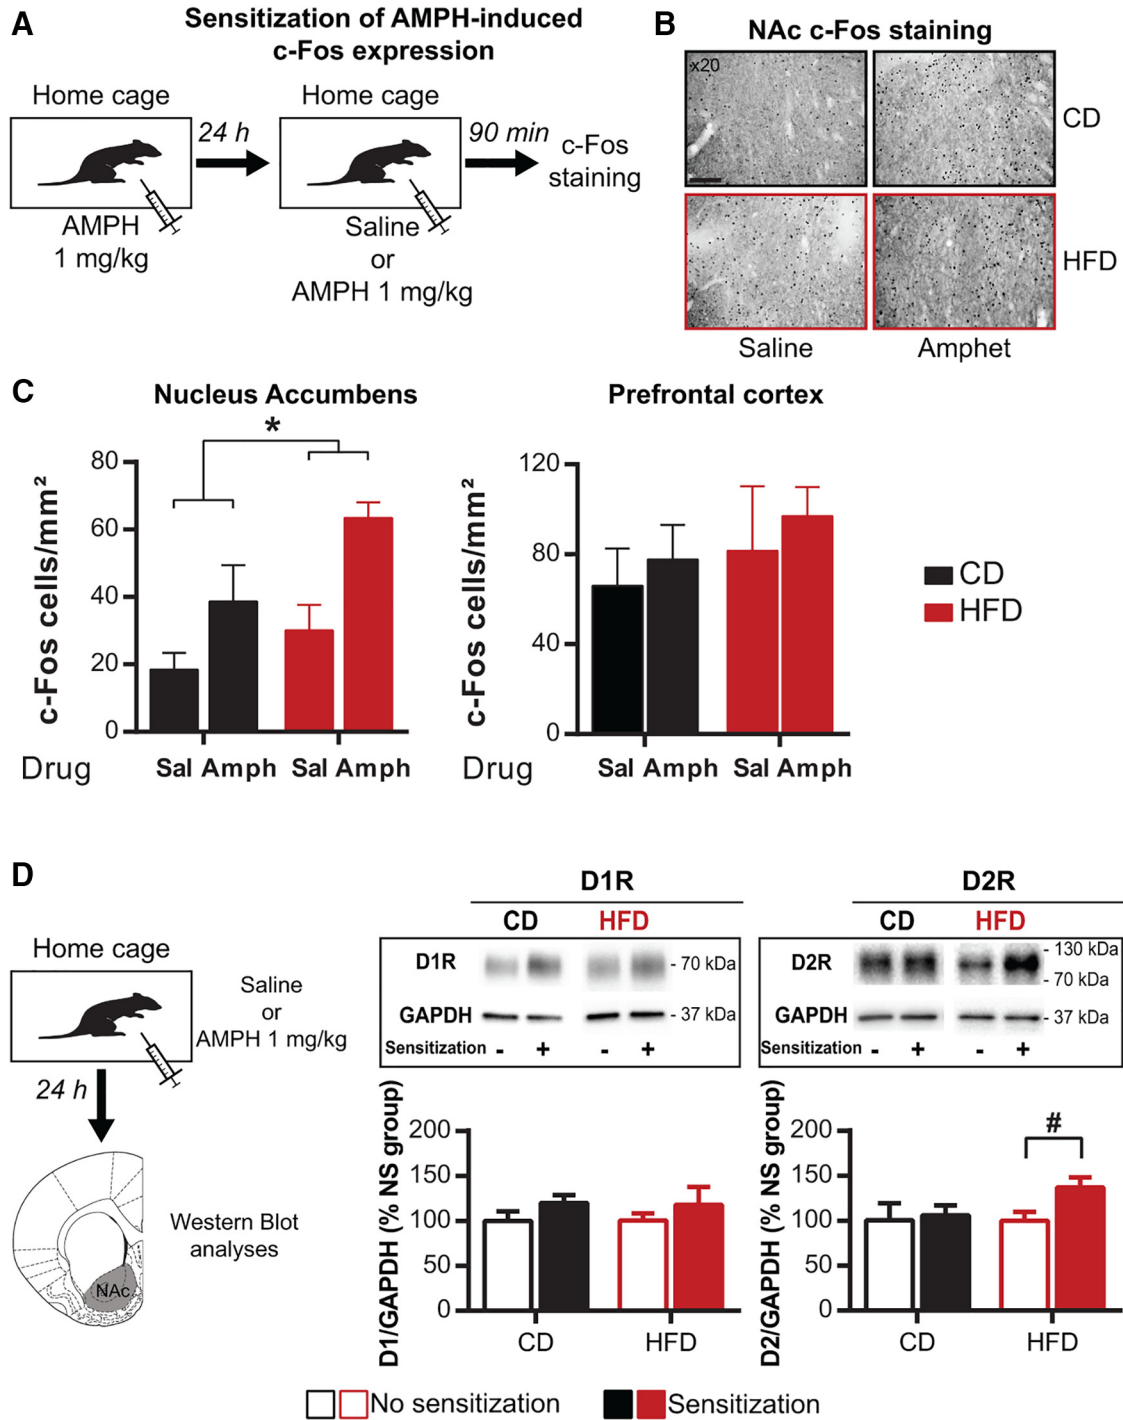 A
Sensitization of AMPH-induced
c-Fos expression
Home cage
24 h
Home cage
90 min
c-Fos
staining
AMPH
1 mg/kg
Saline
or
AMPH 1 mg/kg
B
NAc c-Fos staining
x20
CD
HFD
Saline
Amphet
C
Nucleus Accumbens
*
c-Fos cells/mm²
80
60
40
20
0
Drug
Sal Amph Sal Amph
Prefrontal cortex
c-Fos cells/mm²
120
80
40
0
Drug
Sal Amph Sal Amph
CD
HFD
D
Home cage
Saline
or
AMPH 1 mg/kg
24 h
NAc
Western Blot
analyses
D1R
CD HFD
D1R - 70 kDa
GAPDH - 37 kDa
Sensitization - + - +
D1/GAPDH (% NS group)
200
150
100
50
0
CD HFD
D2R
CD HFD
- 130 kDa
D2R
- 70 kDa
GAPDH - 37 kDa
Sensitization - + - +
D2/GAPDH (% NS group)
200
150
100
50
0
#
CD HFD
No sensitization
Sensitization